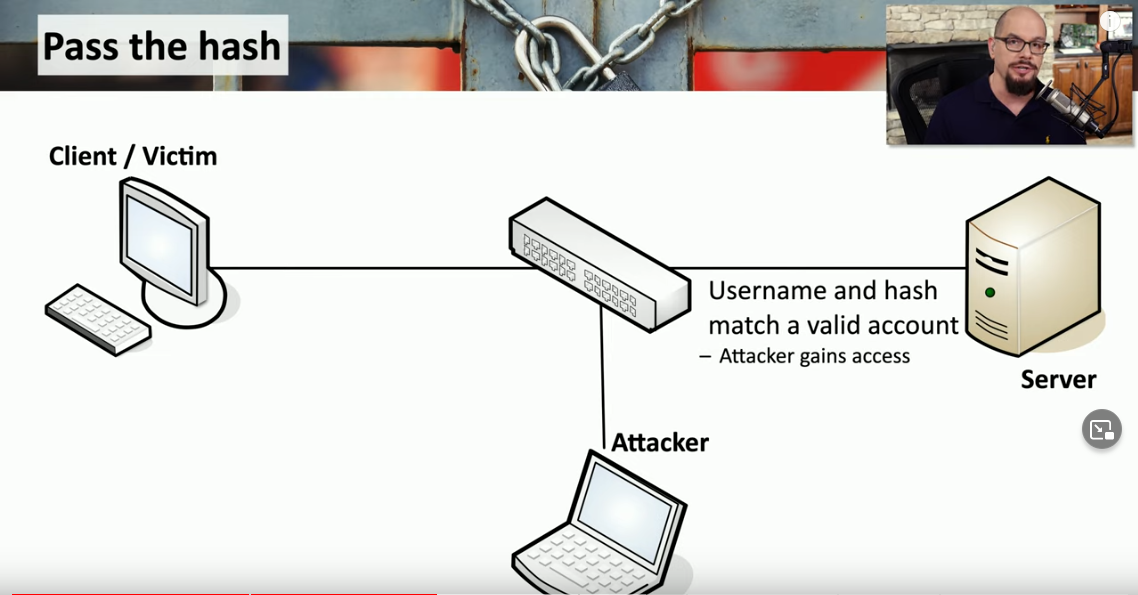 Pass the hash
Client / Victim
Username and hash
match a valid account
– Attacker gains access
Server
Attacker